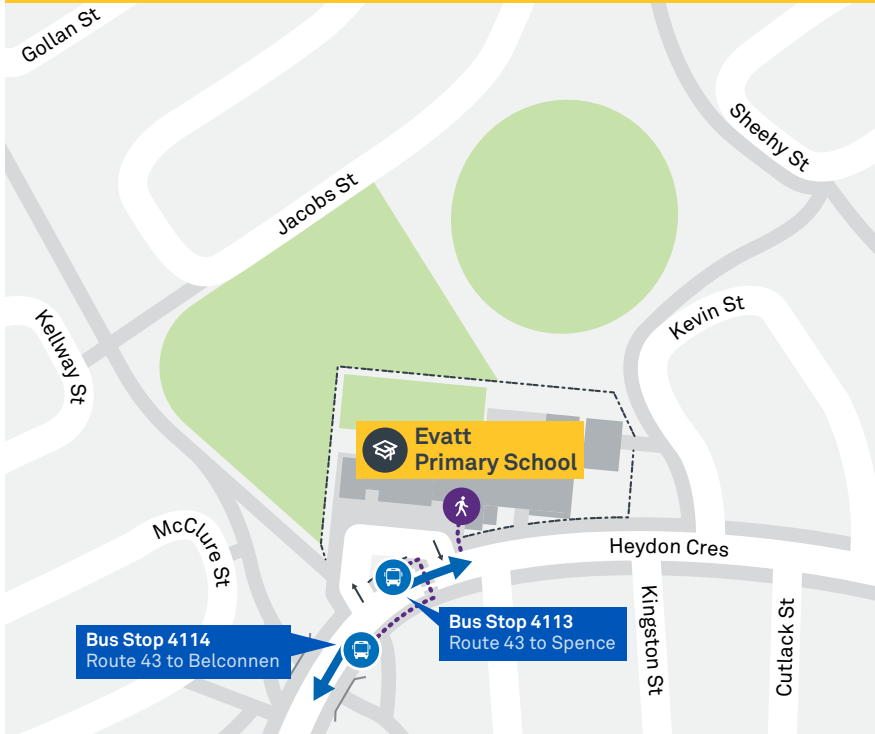 Gollan St
Sheehy St
Jacobs St
Kellway St
Kevin St
Evatt
Primary School
McClure St
Heydon Cres
Kingston St
Cutlack St
Bus Stop 4113
Route 43 to Spence
Bus Stop 4114
Route 43 to Belconnen